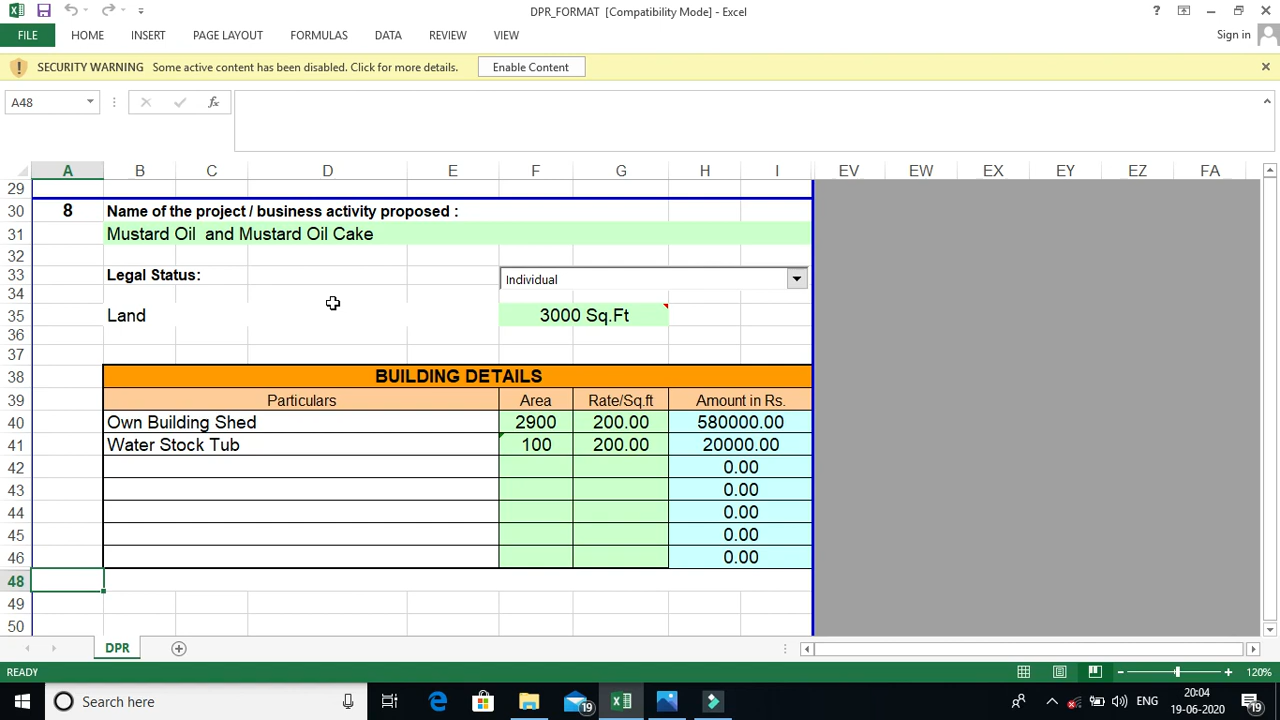 DPR_FORMAT [Compatibility Mode] - Excel
FILE HOME INSERT PAGE LAYOUT FORMULAS DATA REVIEW VIEW Sign in
SECURITY WARNING Some active content has been disabled. Click for more details. Enable Content
A48 fx
A B C D E F G H I EV EW EX EY EZ FA
29
30 8 Name of the project / business activity proposed :
31 Mustard Oil and Mustard Oil Cake
32
33 Legal Status: Individual
34
35 Land 3000 Sq.Ft
36
37
38 BUILDING DETAILS
39 Particulars Area Rate/Sq.ft Amount in Rs.
40 Own Building Shed 2900 200.00 580000.00
41 Water Stock Tub 100 200.00 20000.00
42 0.00
43 0.00
44 0.00
45 0.00
46 0.00
48
49
50
DPR
READY 120%
Search here 19 ENG 20:04 19
19-06-2020